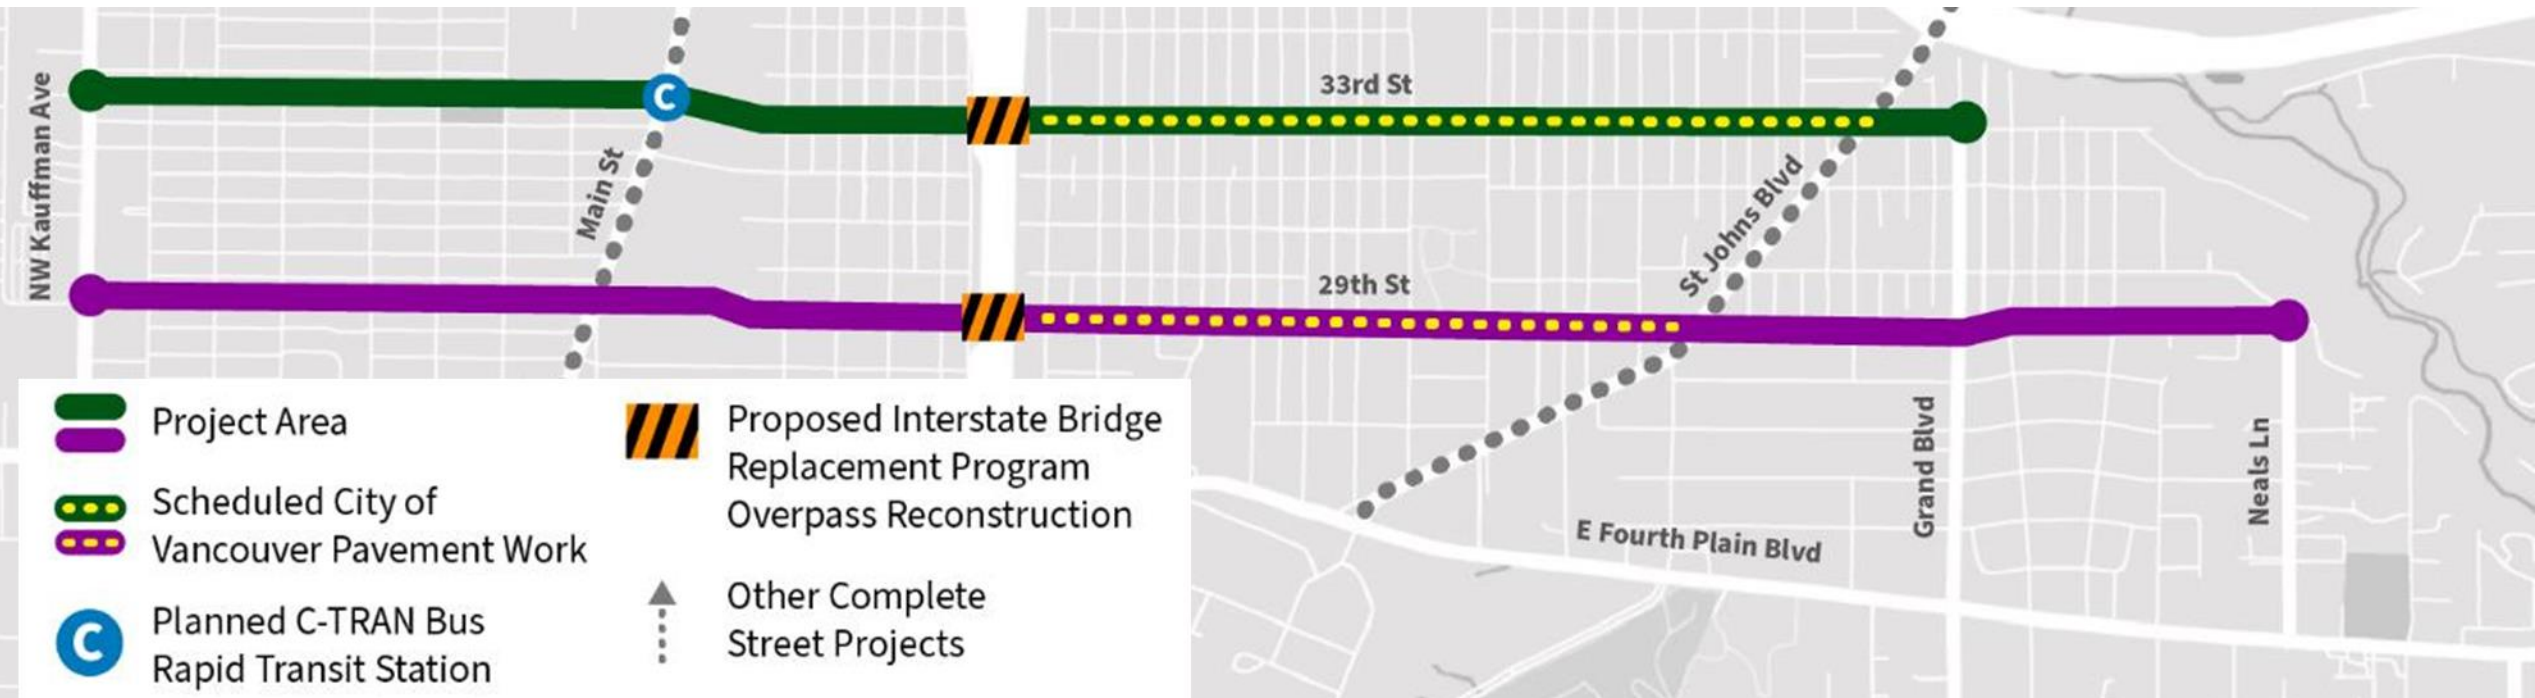 NW Kauffman Ave
C
Main St
33rd St
29th St
St Johns Blvd
Grand Blvd
Neals Ln
E Fourth Plain Blvd
Project Area
Scheduled City of
Vancouver Pavement Work
C
Planned C-TRAN Bus
Rapid Transit Station
Proposed Interstate Bridge
Replacement Program
Overpass Reconstruction
Other Complete
Street Projects